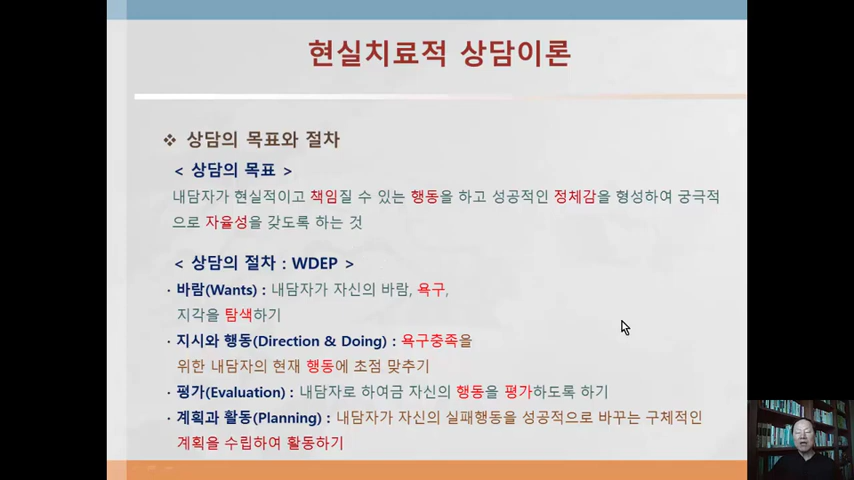 현실치료적 상담이론
❖ 상담의 목표와 절차
< 상담의 목표 >
내담자가 현실적이고 책임질 수 있는 행동을 하고 성공적인 정체감을 형성하여 궁극적
으로 자율성을 갖도록 하는 것
< 상담의 절차 : WDEP >
· 바람(Wants) : 내담자가 자신의 바람, 욕구,
지각을 탐색하기
· 지시와 행동(Direction & Doing) : 욕구충족을
위한 내담자의 현재 행동에 초점 맞추기
· 평가(Evaluation) : 내담자로 하여금 자신의 행동을 평가하도록 하기
· 계획과 활동(Planning) : 내담자가 자신의 실패행동을 성공적으로 바꾸는 구체적인
계획을 수립하여 활동하기